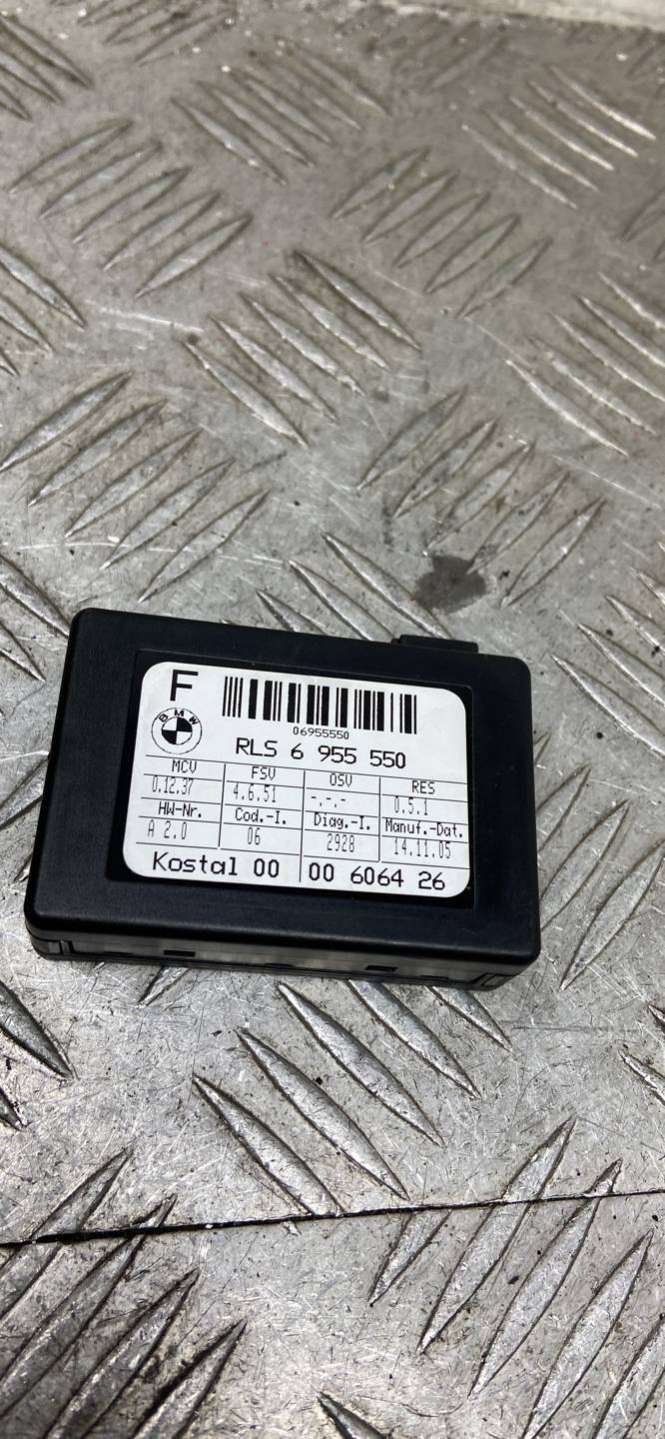 F
06955550
BMW
RLS 6 955 550
MCV FSV OSV RES
0.12.37 4.6.51 -.-.- 0.5.1
HW-Nr. Cod.-I. Diag.-I. Manuf.-Dat.
A 2.0 06 2928 14.11.05
Kostal 00 00 6064 26